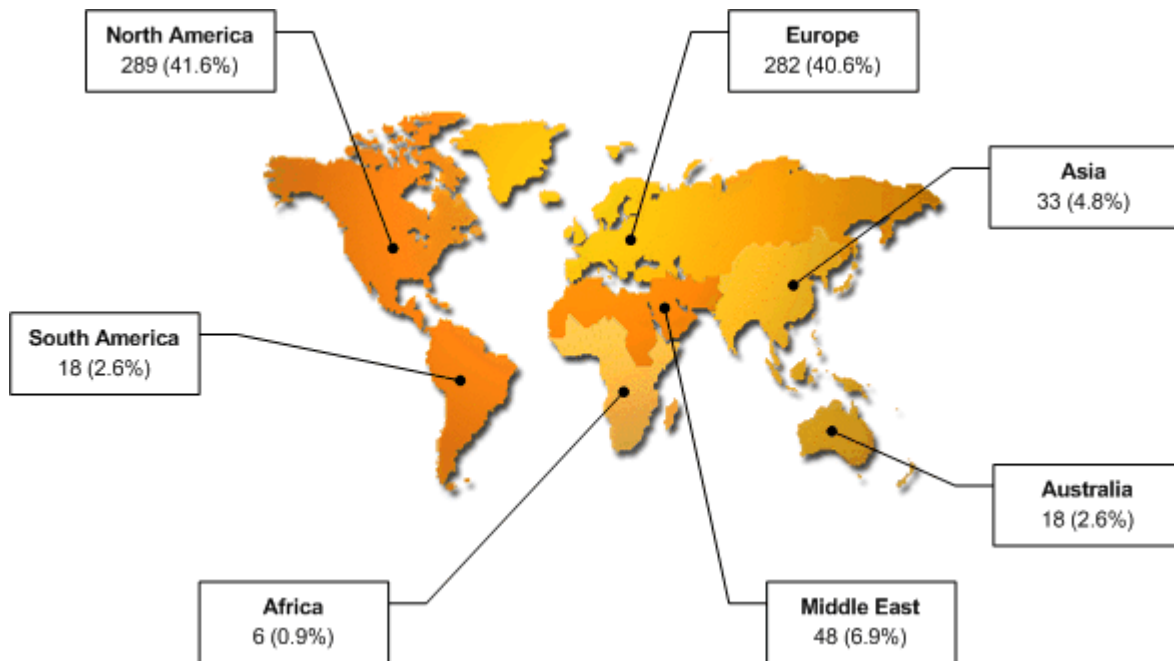 North America
289 (41.6%)
Europe
282 (40.6%)
Asia
33 (4.8%)
South America
18 (2.6%)
Australia
18 (2.6%)
Africa
6 (0.9%)
Middle East
48 (6.9%)